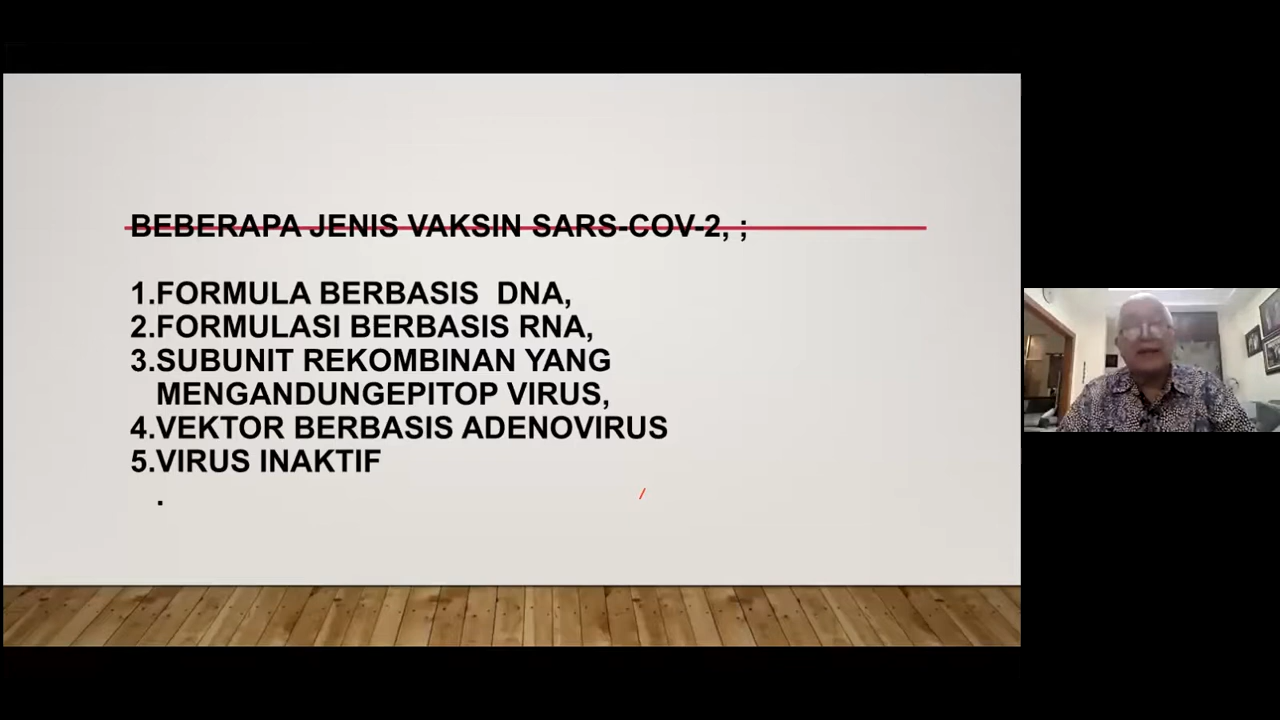 BEBERAPA JENIS VAKSIN SARS-COV-2, ;
1.FORMULA BERBASIS  DNA,
2.FORMULASI BERBASIS RNA,
3.SUBUNIT REKOMBINAN YANG
MENGANDUNGEPITOP VIRUS,
4.VEKTOR BERBASIS ADENOVIRUS
5.VIRUS INAKTIF
.